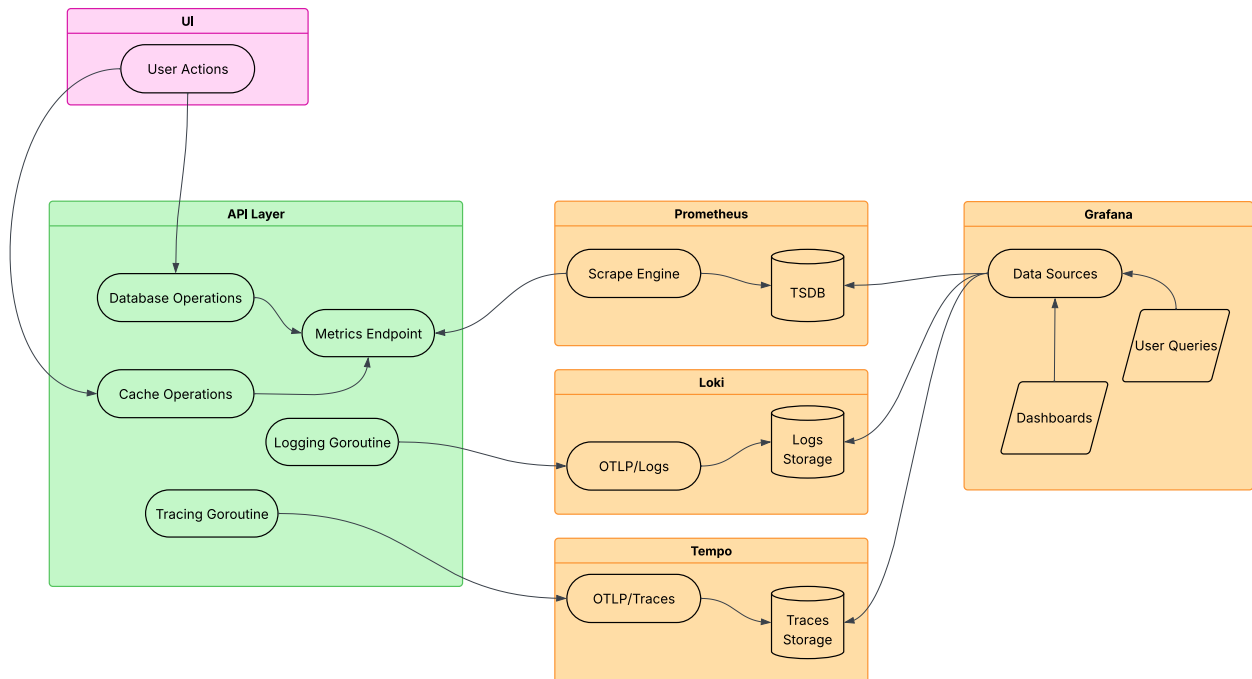 UI
User Actions
API Layer
Database Operations
Metrics Endpoint
Cache Operations
Logging Goroutine
Tracing Goroutine
Prometheus
Scrape Engine
TSDB
Loki
OTLP/Logs
Logs
Storage
Tempo
OTLP/Traces
Traces
Storage
Grafana
Data Sources
User Queries
Dashboards